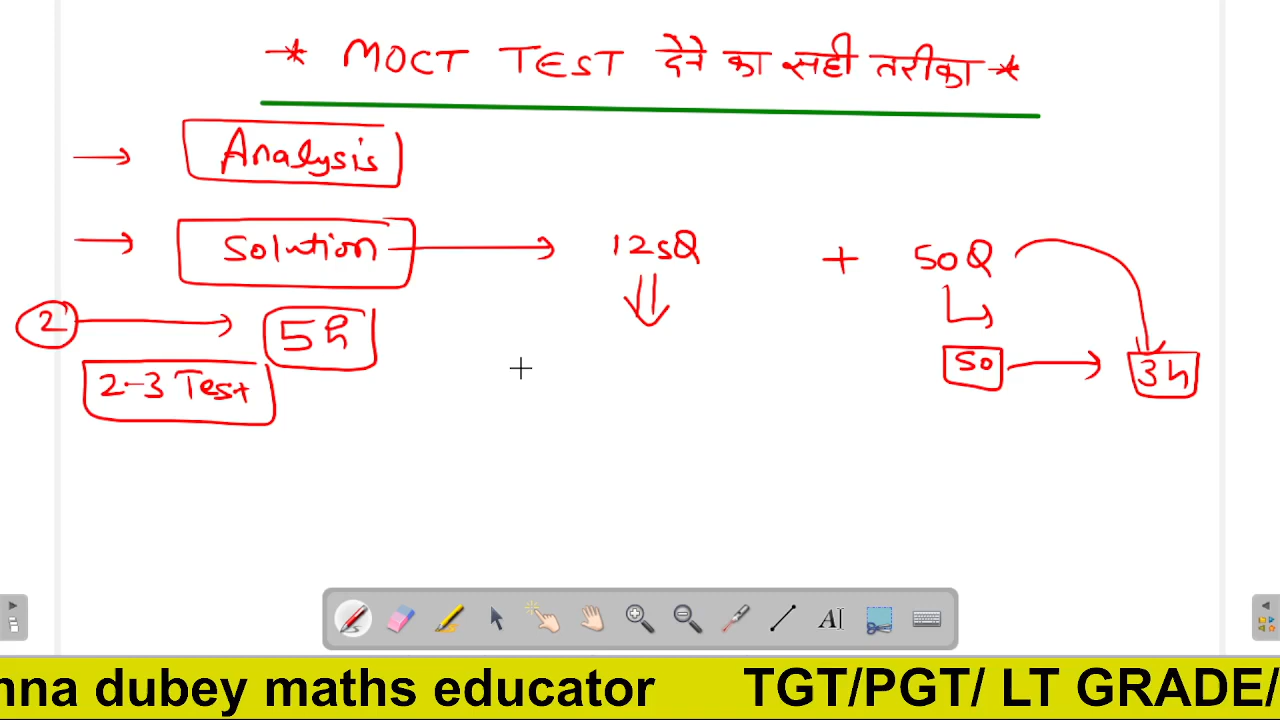 * MOCT TEST देने का सही तरीका *
→ Analysis
→ Solution → 125Q + 50Q
② → 5h
50 → 3h
2-3 Test
AI
nna dubey maths educator TGT/PGT/ LT GRADE/